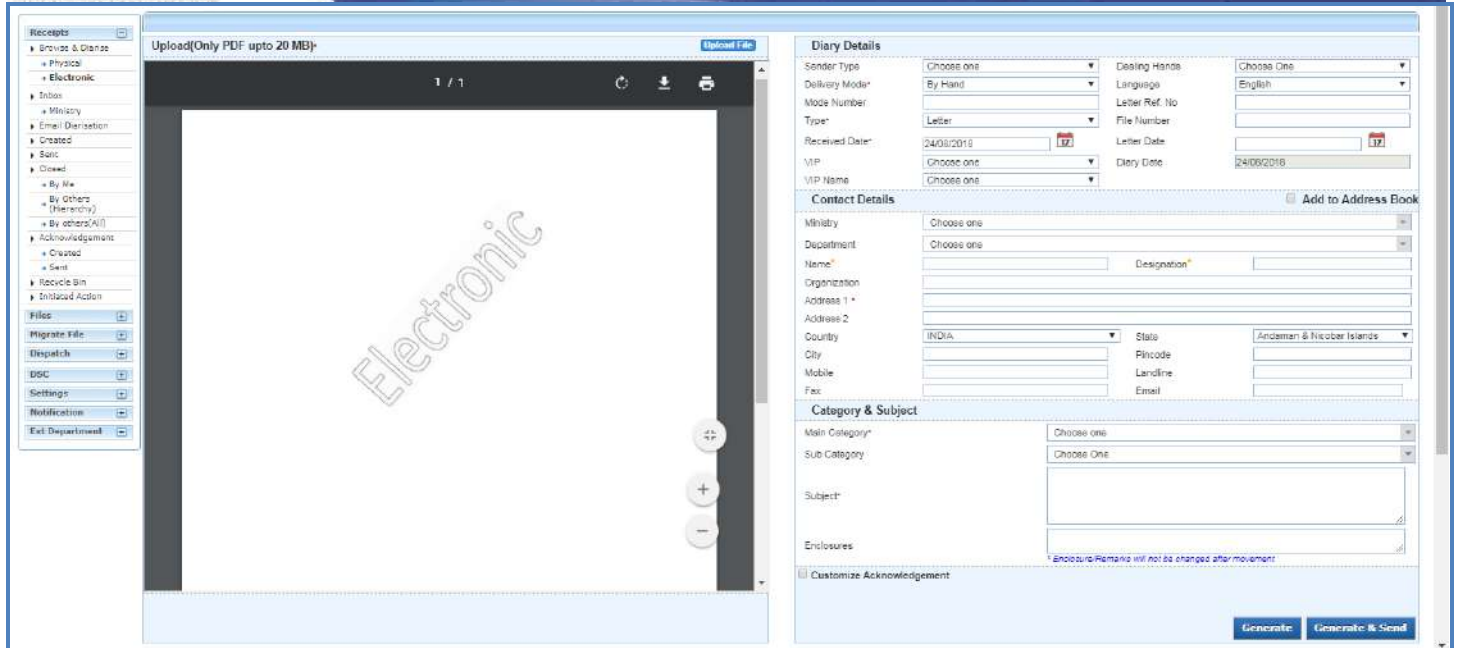 Receipts
Browse & Diarise
Physical
Electronic
Inbox
Ministry
Email Diarisation
Created
Sent
Closed
By Me
By Others
(Hierarchy)
By others(All)
Acknowledgement
Created
Sent
Recycle Bin
Initiated Action
Files
Migrate File
Dispatch
DSC
Settings
Notification
Ext Department
Upload(Only PDF upto 20 MB)*
Upload File
1 / 1
Electronic
Diary Details
Sender Type Choose one Dealing Hands Choose One
Delivery Mode* By Hand Language English
Mode Number Letter Ref. No
Type* Letter File Number
Received Date* 24/08/2016 17 Letter Date 17
VIP Choose one Diary Date 24/08/2016
VIP Name Choose one
Contact Details Add to Address Book
Ministry Choose one
Department Choose one
Name* Designation*
Organization
Address 1 *
Address 2
Country INDIA State Andaman & Nicobar Islands
City Pincode
Mobile Landline
Fax Email
Category & Subject
Main Category* Choose one
Sub Category Choose One
Subject*
Enclosures
* Enclosure/Remarks will not be changed after movement
Customize Acknowledgement
Generate Generate & Send